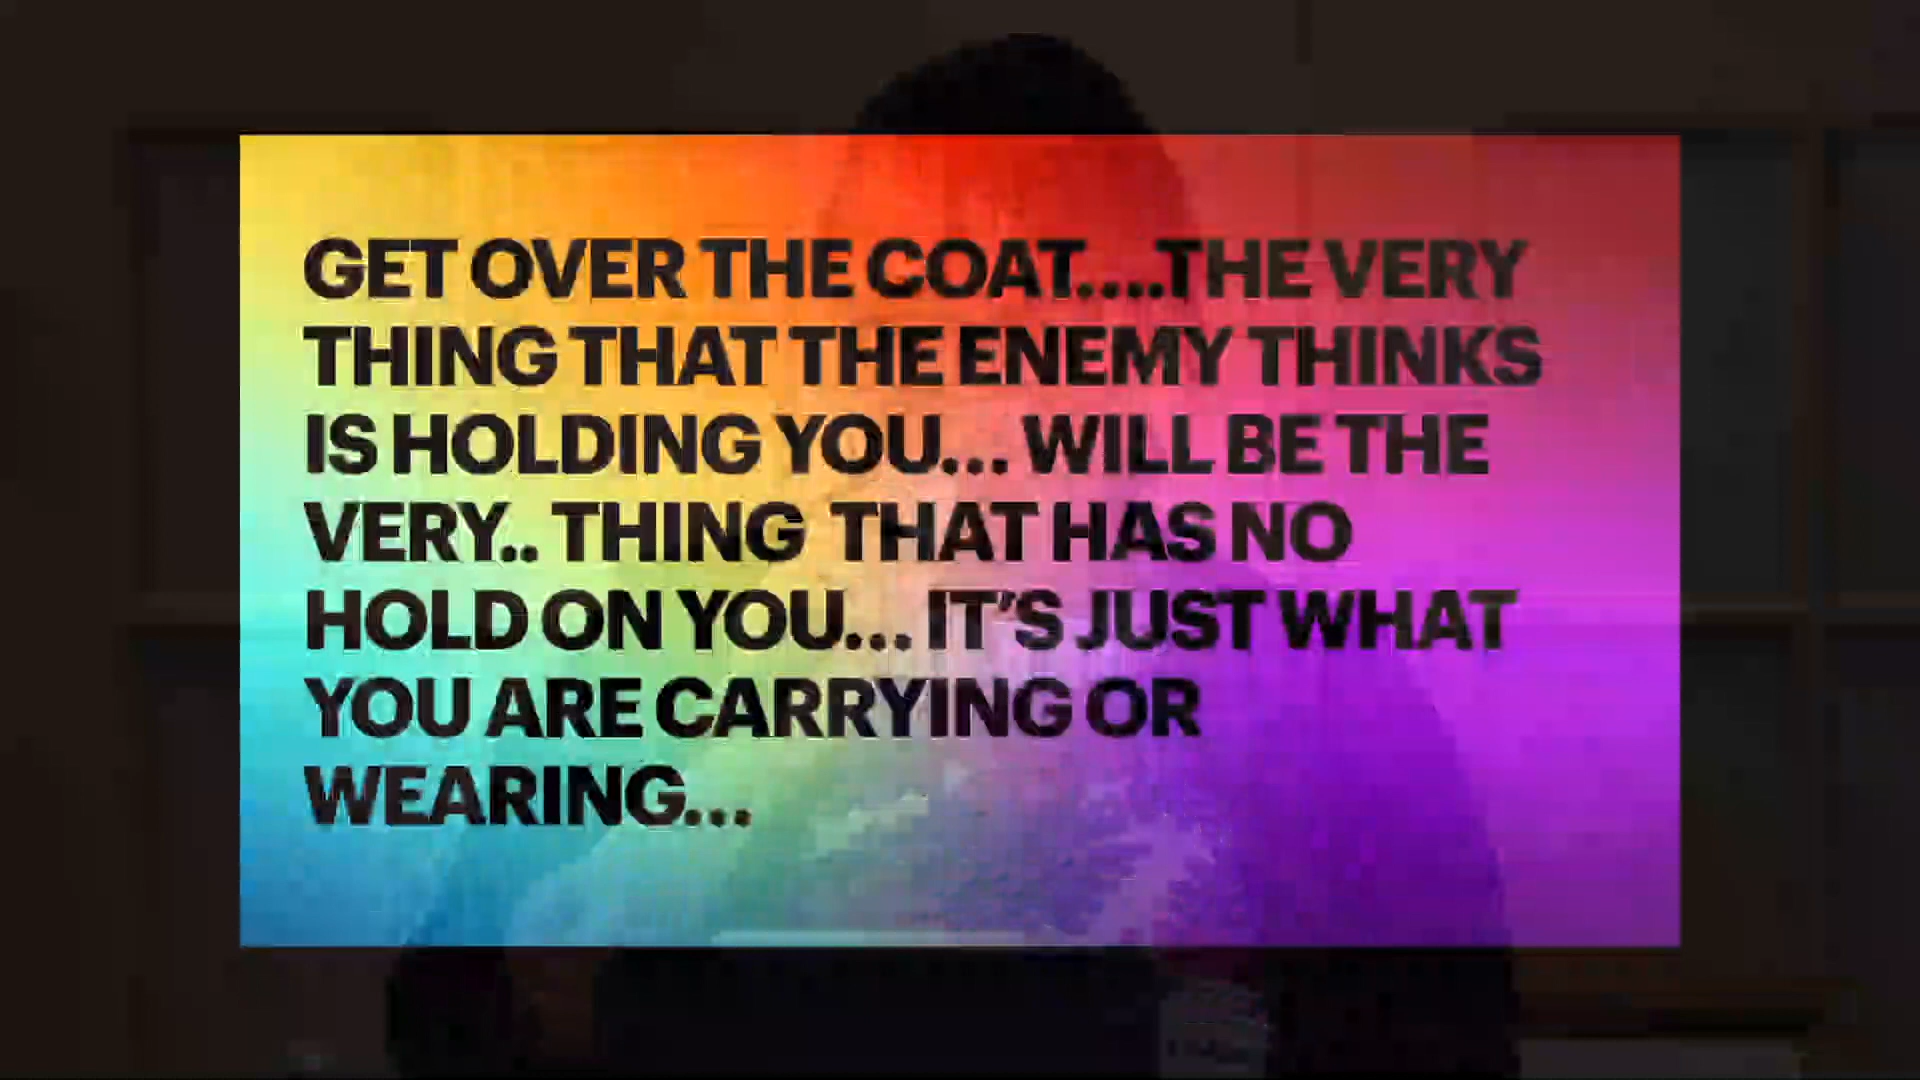 GET OVER THE COAT....THE VERY
THING THAT THE ENEMY THINKS
IS HOLDING YOU... WILL BE THE
VERY.. THING THAT HAS NO
HOLD ON YOU... IT'S JUST WHAT
YOU ARE CARRYING OR
WEARING...